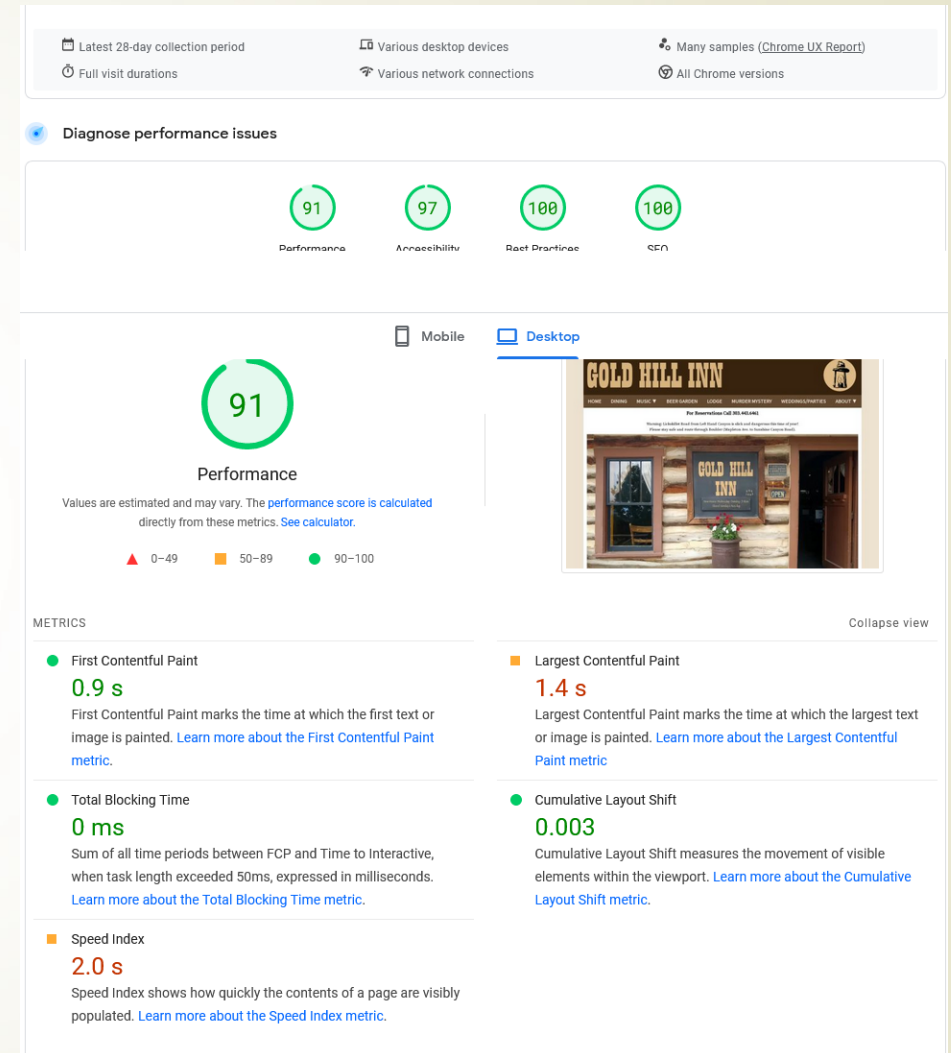 Latest 28-day collection period
Various desktop devices
Many samples (Chrome UX Report)
Full visit durations
Various network connections
All Chrome versions
Diagnose performance issues
91
97
100
100
Performance
Accessibility
Best Practices
SEO
Mobile
Desktop
91
Performance
Values are estimated and may vary. The performance score is calculated
directly from these metrics. See calculator.
0–49
50–89
90–100
GOLD HILL INN
HOME DINING MUSIC ▼ BEER GARDEN LODGE MURDER MYSTERY WEDDINGS/PARTIES ABOUT ▼
For Reservations Call 303.443.6461
GOLD HILL
INN
OPEN
METRICS
Collapse view
First Contentful Paint
0.9 s
First Contentful Paint marks the time at which the first text or
image is painted. Learn more about the First Contentful Paint
metric.
Largest Contentful Paint
1.4 s
Largest Contentful Paint marks the time at which the largest text
or image is painted. Learn more about the Largest Contentful
Paint metric
Total Blocking Time
0 ms
Sum of all time periods between FCP and Time to Interactive,
when task length exceeded 50ms, expressed in milliseconds.
Learn more about the Total Blocking Time metric.
Cumulative Layout Shift
0.003
Cumulative Layout Shift measures the movement of visible
elements within the viewport. Learn more about the Cumulative
Layout Shift metric.
Speed Index
2.0 s
Speed Index shows how quickly the contents of a page are visibly
populated. Learn more about the Speed Index metric.